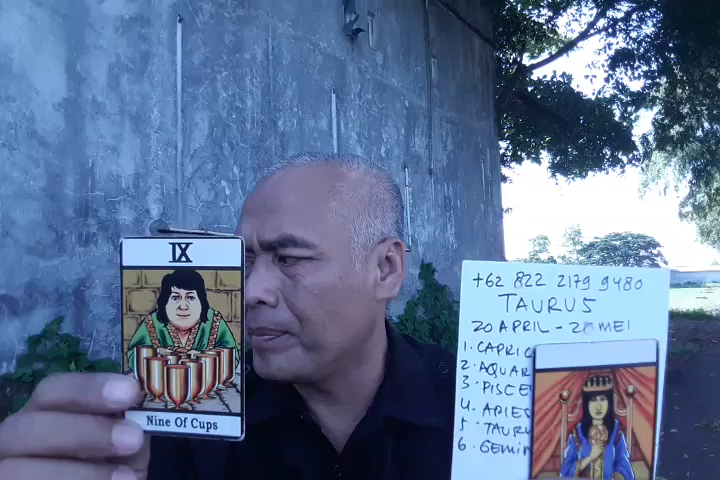 IX
Nine Of Cups
+62 822 2179 9480
TAURUS
20 APRIL - 20 MEI
1. CAPRIC
2. AQUAR
3. PISCE
4. ARIES
5. TAURU
6. GEMIN